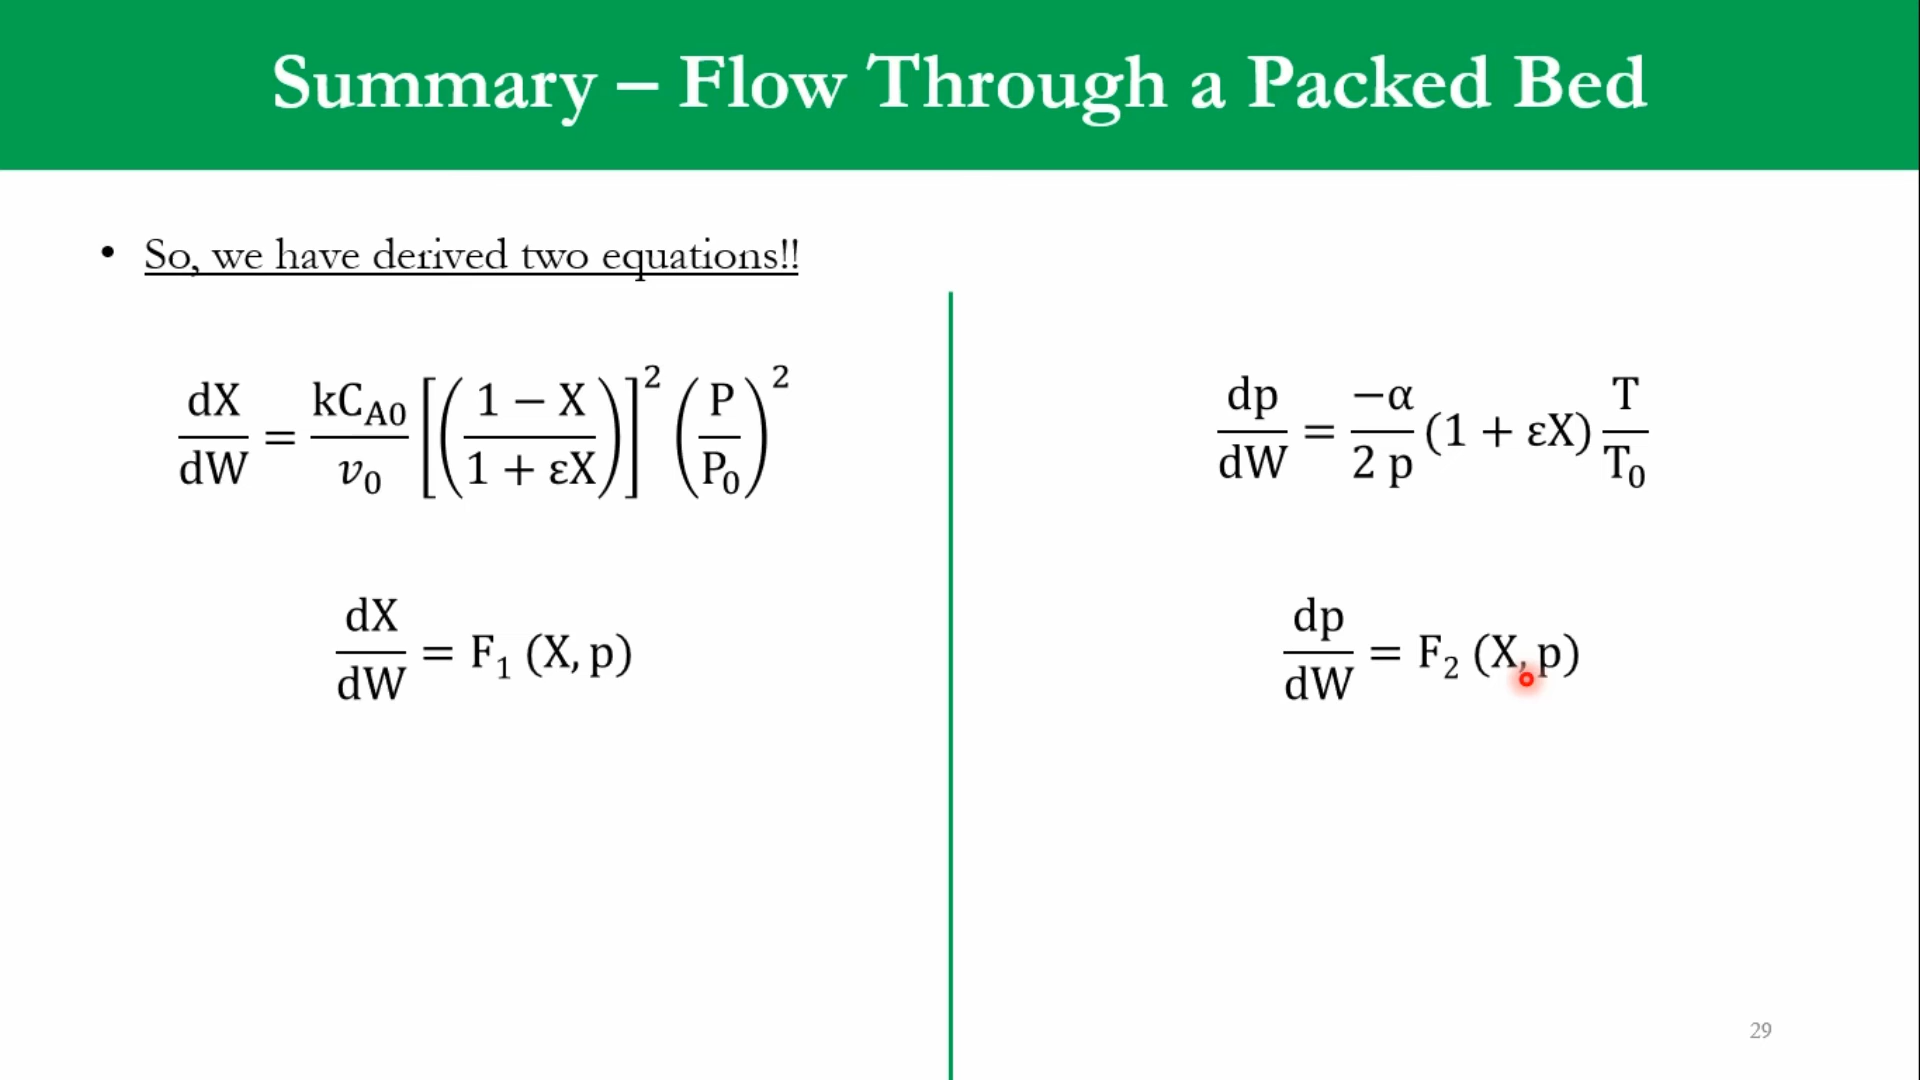 Summary – Flow Through a Packed Bed
• So, we have derived two equations!!
dX/dW = kC_A0/v_0 [((1 − X)/(1 + εX))]^2 (P/P_0)^2
dp/dW = −α/2 p (1 + εX) T/T_0
dX/dW = F_1 (X, p)
dp/dW = F_2 (X, p)
29